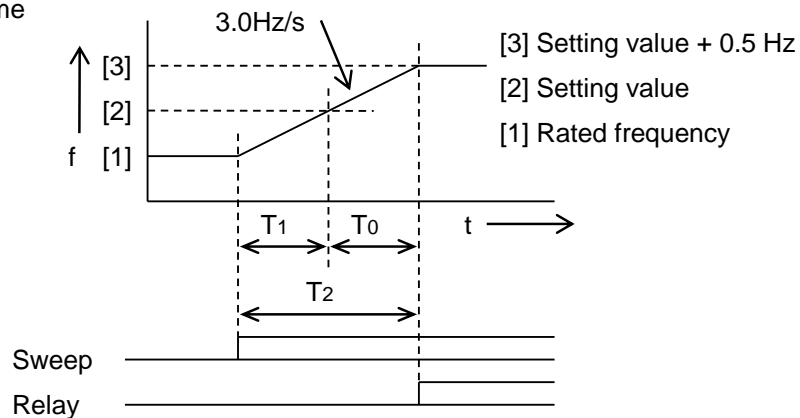 me
3.0Hz/s
[3] Setting value + 0.5 Hz
[3]
[2] Setting value
[2]
[1] Rated frequency
f [1]
T1 T0 t
T2
Sweep
Relay